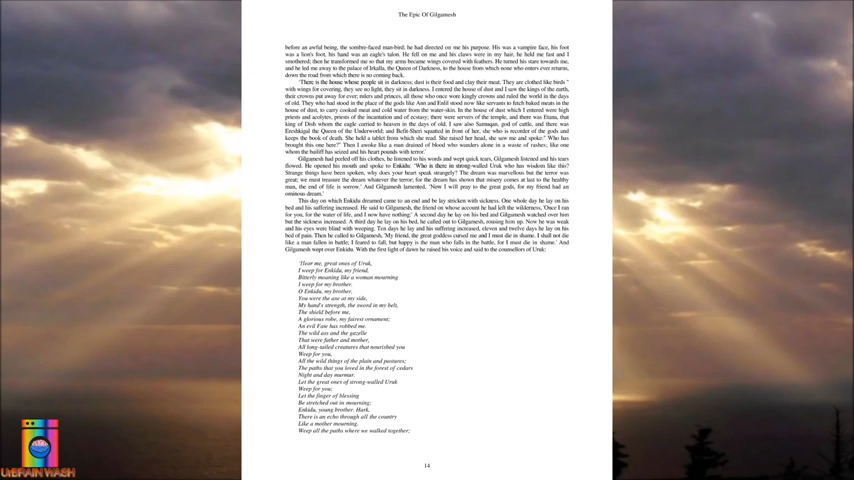 The Epic Of Gilgamesh
before an awful being, the sombre-faced man-bird; he had directed on me his purpose. His was a vampire face, his foot
was a lion's foot, his hand was an eagle's talon. He fell on me and his claws were in my hair, he held me fast and I
smothered; then he transformed me so that my arms became wings covered with feathers. He turned his stare towards me,
and he led me away to the palace of Irkalla, the Queen of Darkness, to the house from which none who enters ever returns,
down the road from which there is no coming back.
'There is the house whose people sit in darkness; dust is their food and clay their meat. They are clothed like birds "
with wings for covering, they see no light, they sit in darkness. I entered the house of dust and I saw the kings of the earth,
their crowns put away for ever; rulers and princes, all those who once wore kingly crowns and ruled the world in the days
of old. They who had stood in the place of the gods like Ann and Enlil stood now like servants to fetch baked meats in the
house of dust, to carry cooked meat and cold water from the water-skin. In the house of dust which I entered were high
priests and acolytes, priests of the incantation and of ecstasy; there were servers of the temple, and there was Etana, that
king of Dish whom the eagle carried to heaven in the days of old. I saw also Samuqan, god of cattle, and there was
Ereshkigal the Queen of the Underworld; and Befit-Sheri squatted in front of her, she who is recorder of the gods and
keeps the book of death. She held a tablet from which she read. She raised her head, she saw me and spoke:" Who has
brought this one here?" Then I awoke like a man drained of blood who wanders alone in a waste of rashes; like one
whom the bailiff has seized and his heart pounds with terror.'
Gilgamesh had peeled off his clothes, he listened to his words and wept quick tears, Gilgamesh listened and his tears
flowed. He opened his mouth and spoke to Enkidu: 'Who is there in strong-walled Uruk who has wisdom like this?
Strange things have been spoken, why does your heart speak strangely? The dream was marvellous but the terror was
great; we must treasure the dream whatever the terror; for the dream has shown that misery comes at last to the healthy
man, the end of life is sorrow.' And Gilgamesh lamented, 'Now I will pray to the great gods, for my friend had an
ominous dream.'
This day on which Enkidu dreamed came to an end and he lay stricken with sickness. One whole day he lay on his
bed and his suffering increased. He said to Gilgamesh, the friend on whose account he had left the wilderness, 'Once I ran
for you, for the water of life, and I now have nothing.' A second day he lay on his bed and Gilgamesh watched over him
but the sickness increased. A third day he lay on his bed, he called out to Gilgamesh, rousing him up. Now he was weak
and his eyes were blind with weeping. Ten days he lay and his suffering increased, eleven and twelve days he lay on his
bed of pain. Then he called to Gilgamesh, 'My friend, the great goddess cursed me and I must die in shame. I shall not die
like a man fallen in battle; I feared to fall, but happy is the man who falls in the battle, for I must die in shame.' And
Gilgamesh wept over Enkidu. With the first light of dawn he raised his voice and said to the counsellors of Uruk:
'Hear me, great ones of Uruk,
I weep for Enkidu, my friend,
Bitterly moaning like a woman mourning
I weep for my brother.
O Enkidu, my brother,
You were the axe at my side,
My hand's strength, the sword in my belt,
The shield before me,
A glorious robe, my fairest ornament;
An evil Fate has robbed me.
The wild ass and the gazelle
That were father and mother,
All long-tailed creatures that nourished you
Weep for you,
All the wild things of the plain and pastures;
The paths that you loved in the forest of cedars
Night and day murmur.
Let the great ones of strong-walled Uruk
Weep for you;
Let the finger of blessing
Be stretched out in mourning;
Enkidu, young brother. Hark,
There is an echo through all the country
Like a mother mourning.
Weep all the paths where we walked together;
14
UrBRAINWASH